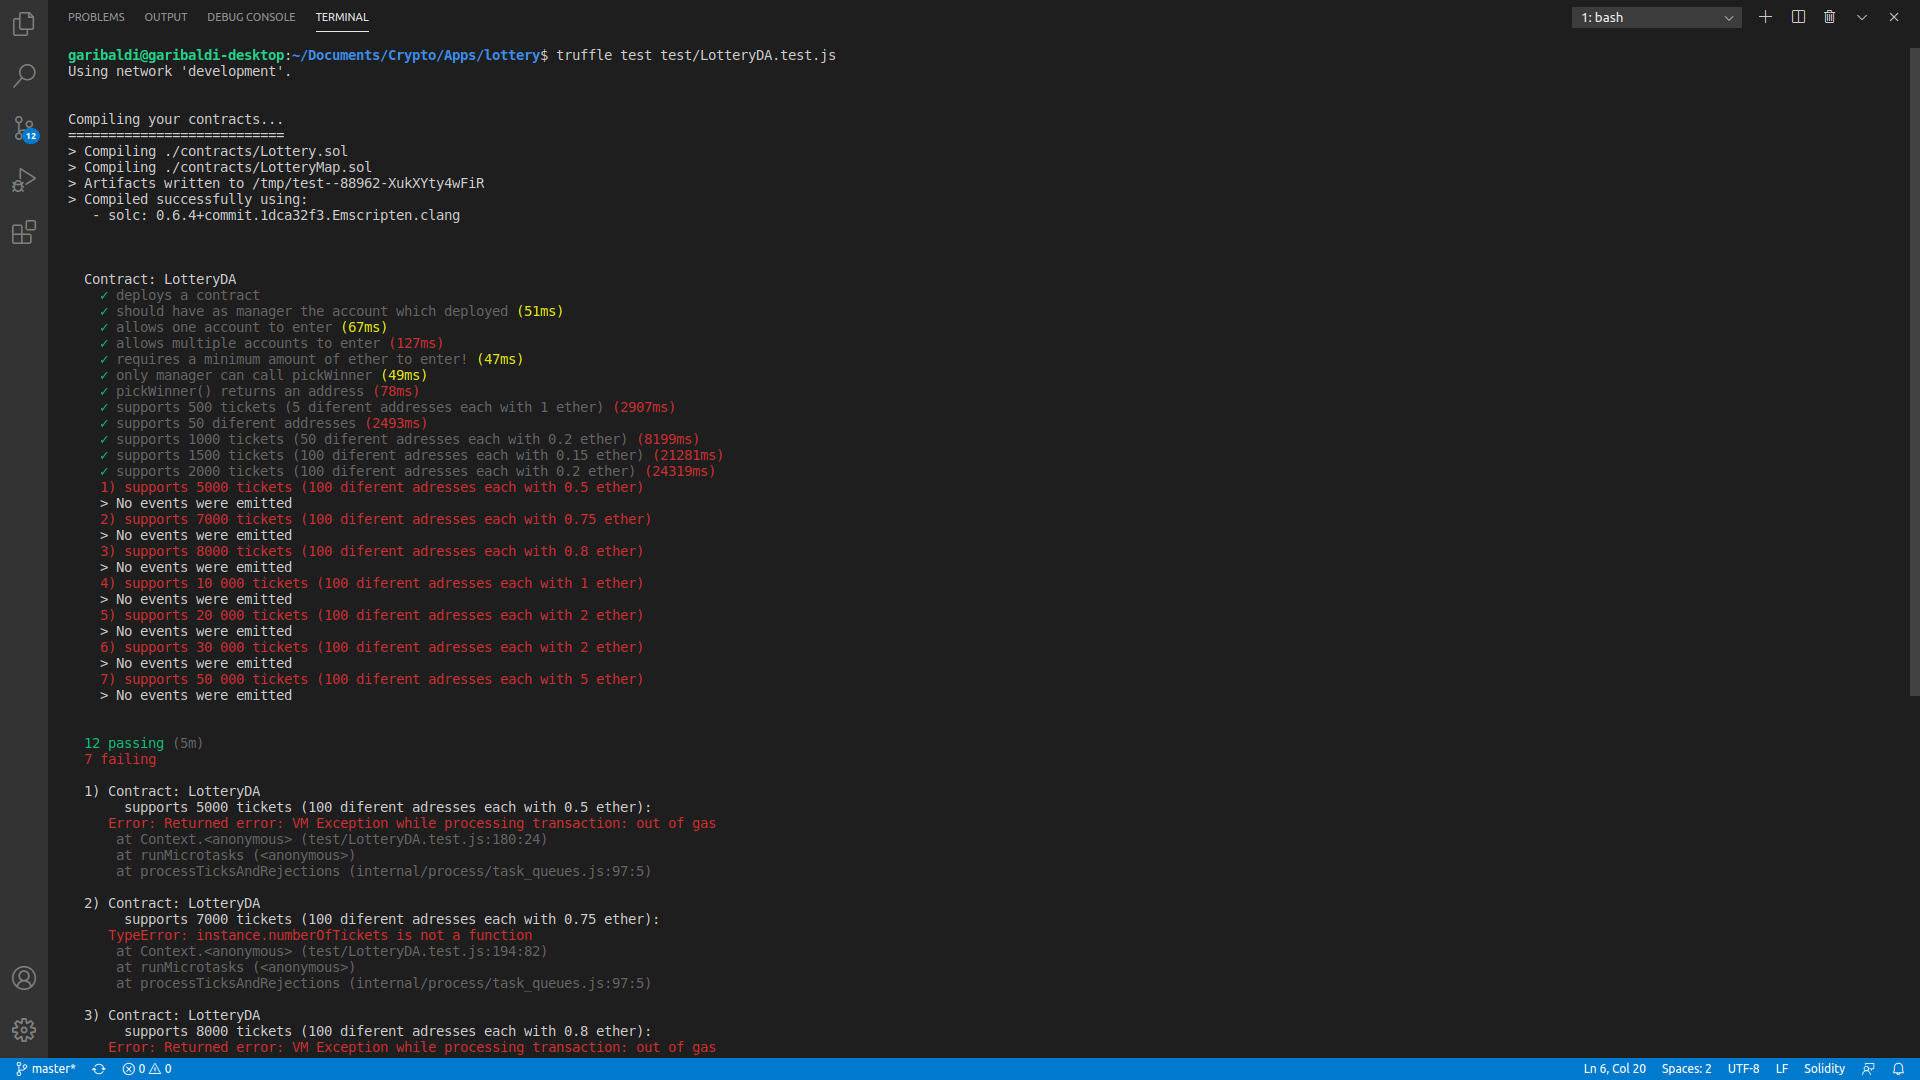 PROBLEMS OUTPUT DEBUG CONSOLE TERMINAL 1: bash
garibaldi@garibaldi-desktop:~/Documents/Crypto/Apps/lottery$ truffle test test/LotteryDA.test.js
Using network 'development'.
Compiling your contracts...
===========================
> Compiling ./contracts/Lottery.sol
> Compiling ./contracts/LotteryMap.sol
> Artifacts written to /tmp/test--88962-XukXYty4wFiR
> Compiled successfully using:
- solc: 0.6.4+commit.1dca32f3.Emscripten.clang
Contract: LotteryDA
✓ deploys a contract
✓ should have as manager the account which deployed (51ms)
✓ allows one account to enter (67ms)
✓ allows multiple accounts to enter (127ms)
✓ requires a minimum amount of ether to enter! (47ms)
✓ only manager can call pickWinner (49ms)
✓ pickWinner() returns an address (78ms)
✓ supports 500 tickets (5 diferent addresses each with 1 ether) (2907ms)
✓ supports 50 diferent addresses (2493ms)
✓ supports 1000 tickets (50 diferent adresses each with 0.2 ether) (8199ms)
✓ supports 1500 tickets (100 diferent adresses each with 0.15 ether) (21281ms)
✓ supports 2000 tickets (100 diferent adresses each with 0.2 ether) (24319ms)
1) supports 5000 tickets (100 diferent adresses each with 0.5 ether)
> No events were emitted
2) supports 7000 tickets (100 diferent adresses each with 0.75 ether)
> No events were emitted
3) supports 8000 tickets (100 diferent adresses each with 0.8 ether)
> No events were emitted
4) supports 10 000 tickets (100 diferent adresses each with 1 ether)
> No events were emitted
5) supports 20 000 tickets (100 diferent adresses each with 2 ether)
> No events were emitted
6) supports 30 000 tickets (100 diferent adresses each with 2 ether)
> No events were emitted
7) supports 50 000 tickets (100 diferent adresses each with 5 ether)
> No events were emitted
12 passing (5m)
7 failing
1) Contract: LotteryDA
supports 5000 tickets (100 diferent adresses each with 0.5 ether):
Error: Returned error: VM Exception while processing transaction: out of gas
at Context.<anonymous> (test/LotteryDA.test.js:180:24)
at runMicrotasks (<anonymous>)
at processTicksAndRejections (internal/process/task_queues.js:97:5)
2) Contract: LotteryDA
supports 7000 tickets (100 diferent adresses each with 0.75 ether):
TypeError: instance.numberOfTickets is not a function
at Context.<anonymous> (test/LotteryDA.test.js:194:82)
at runMicrotasks (<anonymous>)
at processTicksAndRejections (internal/process/task_queues.js:97:5)
3) Contract: LotteryDA
supports 8000 tickets (100 diferent adresses each with 0.8 ether):
Error: Returned error: VM Exception while processing transaction: out of gas
12
master* 0 0 Ln 6, Col 20 Spaces: 2 UTF-8 LF Solidity